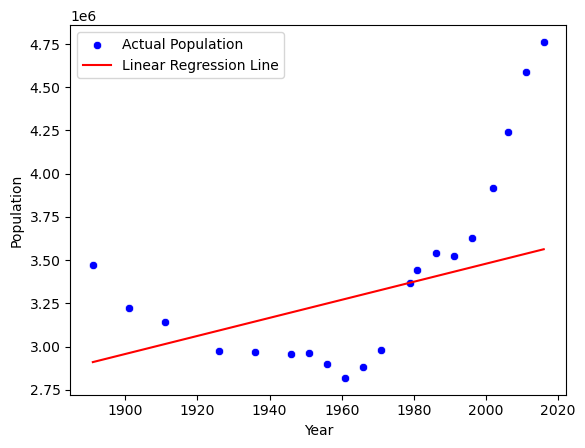 1e6
Actual Population
Linear Regression Line
4.75
4.50
4.25
4.00
3.75
3.50
3.25
3.00
2.75
Population
1900 1920 1940 1960 1980 2000 2020
Year